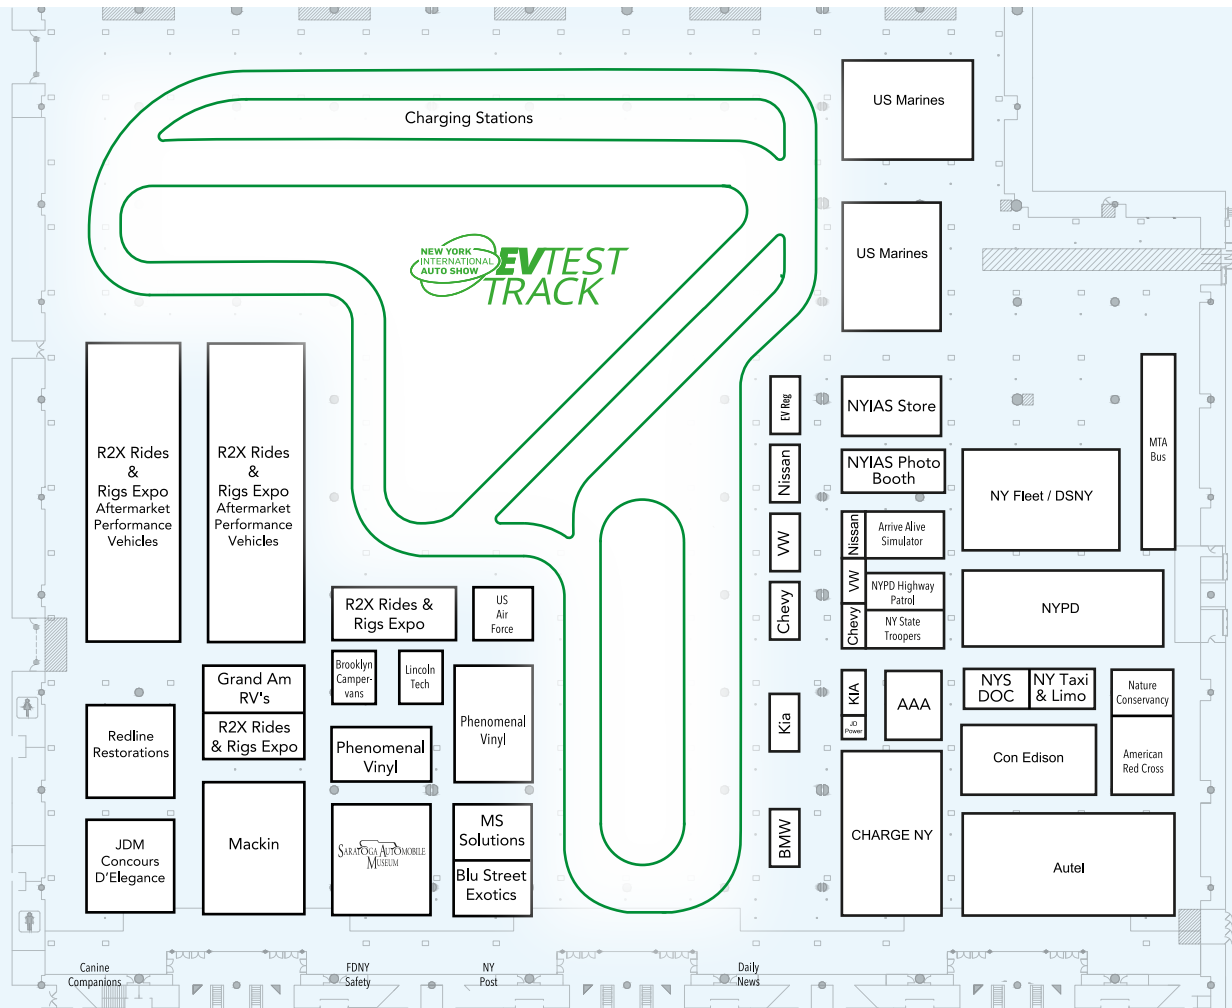 Charging Stations
US Marines
NEW YORK
INTERNATIONAL
AUTO SHOW
EVTEST
TRACK
US Marines
R2X Rides
&
Rigs Expo
Aftermarket
Performance
Vehicles
R2X Rides
&
Rigs Expo
Aftermarket
Performance
Vehicles
EV Reg
NYIAS Store
MTA
Bus
Nissan
NYIAS Photo
Booth
NY Fleet / DSNY
VW
Nissan
Arrive Alive
Simulator
VW
NYPD Highway
Patrol
Chevy
Chevy
NY State
Troopers
NYPD
R2X Rides &
Rigs Expo
US
Air
Force
Brooklyn
Camper-
vans
Lincoln
Tech
Grand Am
RV's
R2X Rides
& Rigs Expo
Redline
Restorations
Phenomenal
Vinyl
Phenomenal
Vinyl
Kia
KIA
JD
Power
AAA
NYS
DOC
NY Taxi
& Limo
Nature
Conservancy
Con Edison
American
Red Cross
JDM
Concours
D'Elegance
Mackin
SARATOGA AUTOMOBILE
MUSEUM
MS
Solutions
Blu Street
Exotics
BMW
CHARGE NY
Autel
Canine
Companions
FDNY
Safety
NY
Post
Daily
News